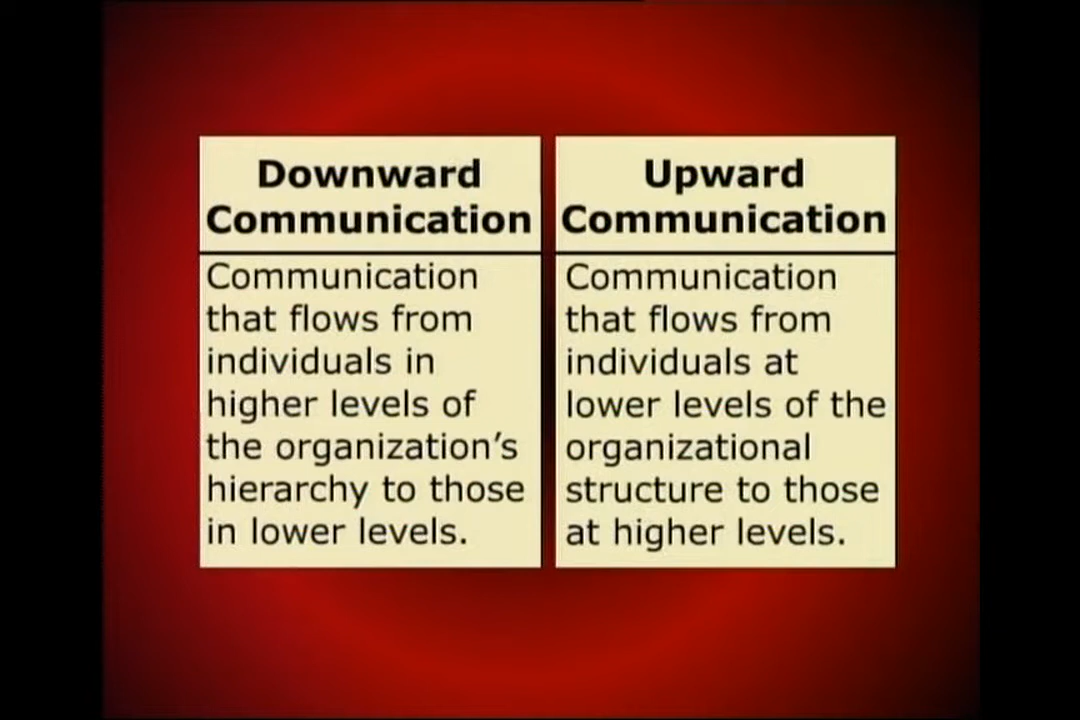 Downward
Communication
Communication
that flows from
individuals in
higher levels of
the organization’s
hierarchy to those
in lower levels.
Upward
Communication
Communication
that flows from
individuals at
lower levels of the
organizational
structure to those
at higher levels.